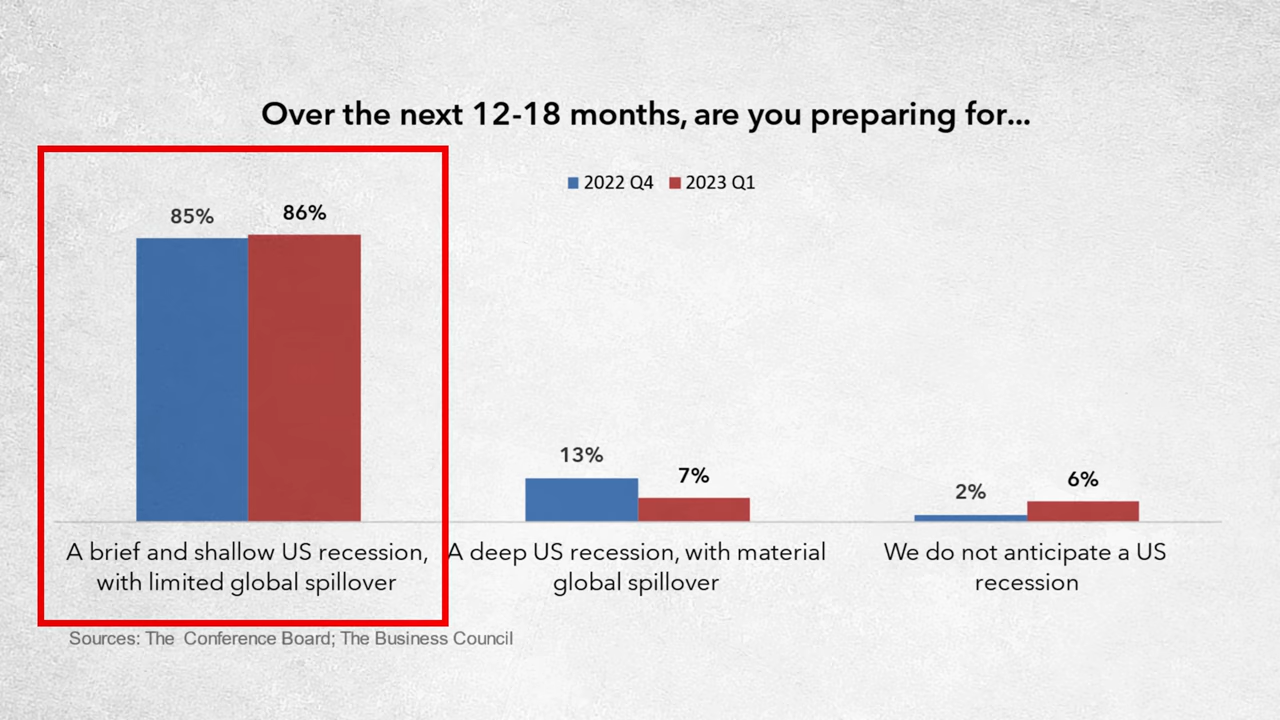 Over the next 12-18 months, are you preparing for...
2022 Q4 2023 Q1
85%
86%
13%
7%
2%
6%
A brief and shallow US recession,
with limited global spillover
A deep US recession, with material
global spillover
We do not anticipate a US
recession
Sources: The Conference Board; The Business Council